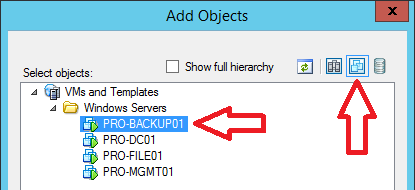 Add Objects
x
Select objects:
Show full hierarchy
VMs and Templates
Windows Servers
PRO-BACKUP01
PRO-DC01
PRO-FILE01
PRO-MGMT01